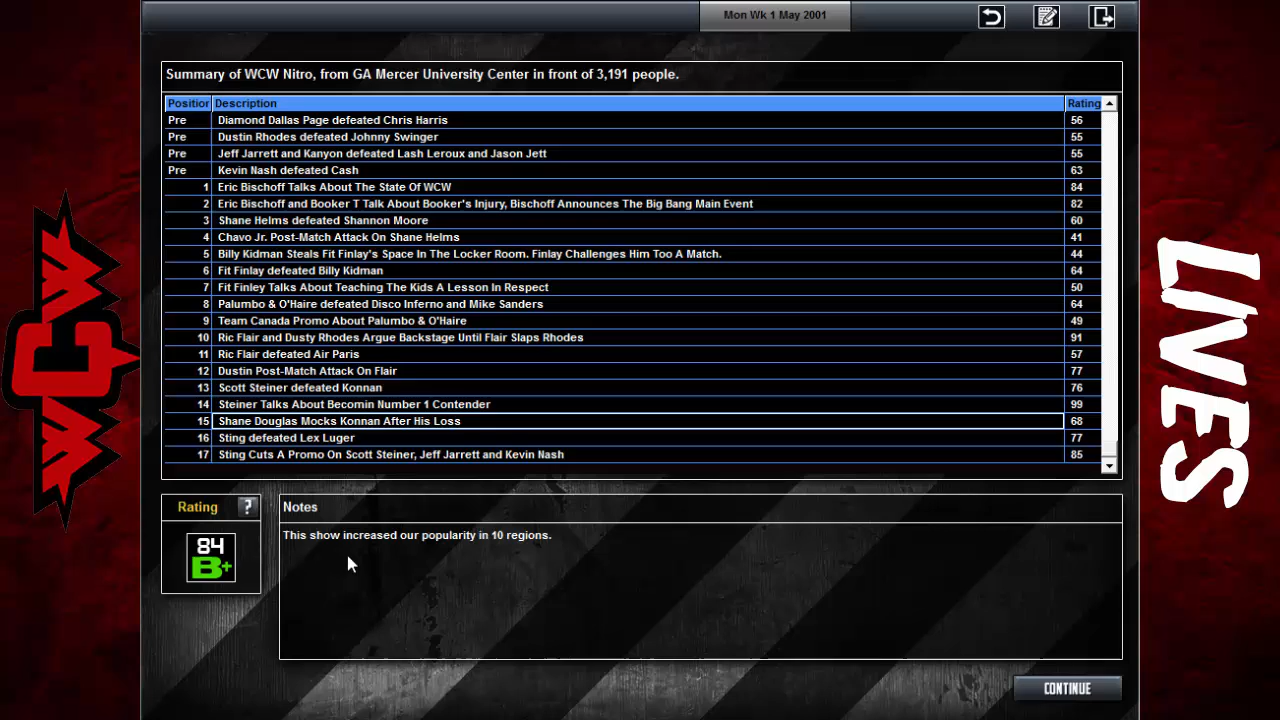 Mon Wk 1 May 2001
Summary of WCW Nitro, from GA Mercer University Center in front of 3,191 people.
Position Description Rating
Pre Diamond Dallas Page defeated Chris Harris 56
Pre Dustin Rhodes defeated Johnny Swinger 55
Pre Jeff Jarrett and Kanyon defeated Lash Leroux and Jason Jett 55
Pre Kevin Nash defeated Cash 63
1 Eric Bischoff Talks About The State Of WCW 84
2 Eric Bischoff and Booker T Talk About Booker's Injury, Bischoff Announces The Big Bang Main Event 82
3 Shane Helms defeated Shannon Moore 60
4 Chavo Jr. Post-Match Attack On Shane Helms 41
5 Billy Kidman Steals Fit Finlay's Space In The Locker Room. Finlay Challenges Him Too A Match. 44
6 Fit Finlay defeated Billy Kidman 64
7 Fit Finley Talks About Teaching The Kids A Lesson In Respect 50
8 Palumbo & O'Haire defeated Disco Inferno and Mike Sanders 64
9 Team Canada Promo About Palumbo & O'Haire 49
10 Ric Flair and Dusty Rhodes Argue Backstage Until Flair Slaps Rhodes 91
11 Ric Flair defeated Air Paris 57
12 Dustin Post-Match Attack On Flair 77
13 Scott Steiner defeated Konnan 76
14 Steiner Talks About Becomin Number 1 Contender 99
15 Shane Douglas Mocks Konnan After His Loss 68
16 Sting defeated Lex Luger 77
17 Sting Cuts A Promo On Scott Steiner, Jeff Jarrett and Kevin Nash 85
Rating ?
84
B+
Notes
This show increased our popularity in 10 regions.
CONTINUE
WCW
LIVES